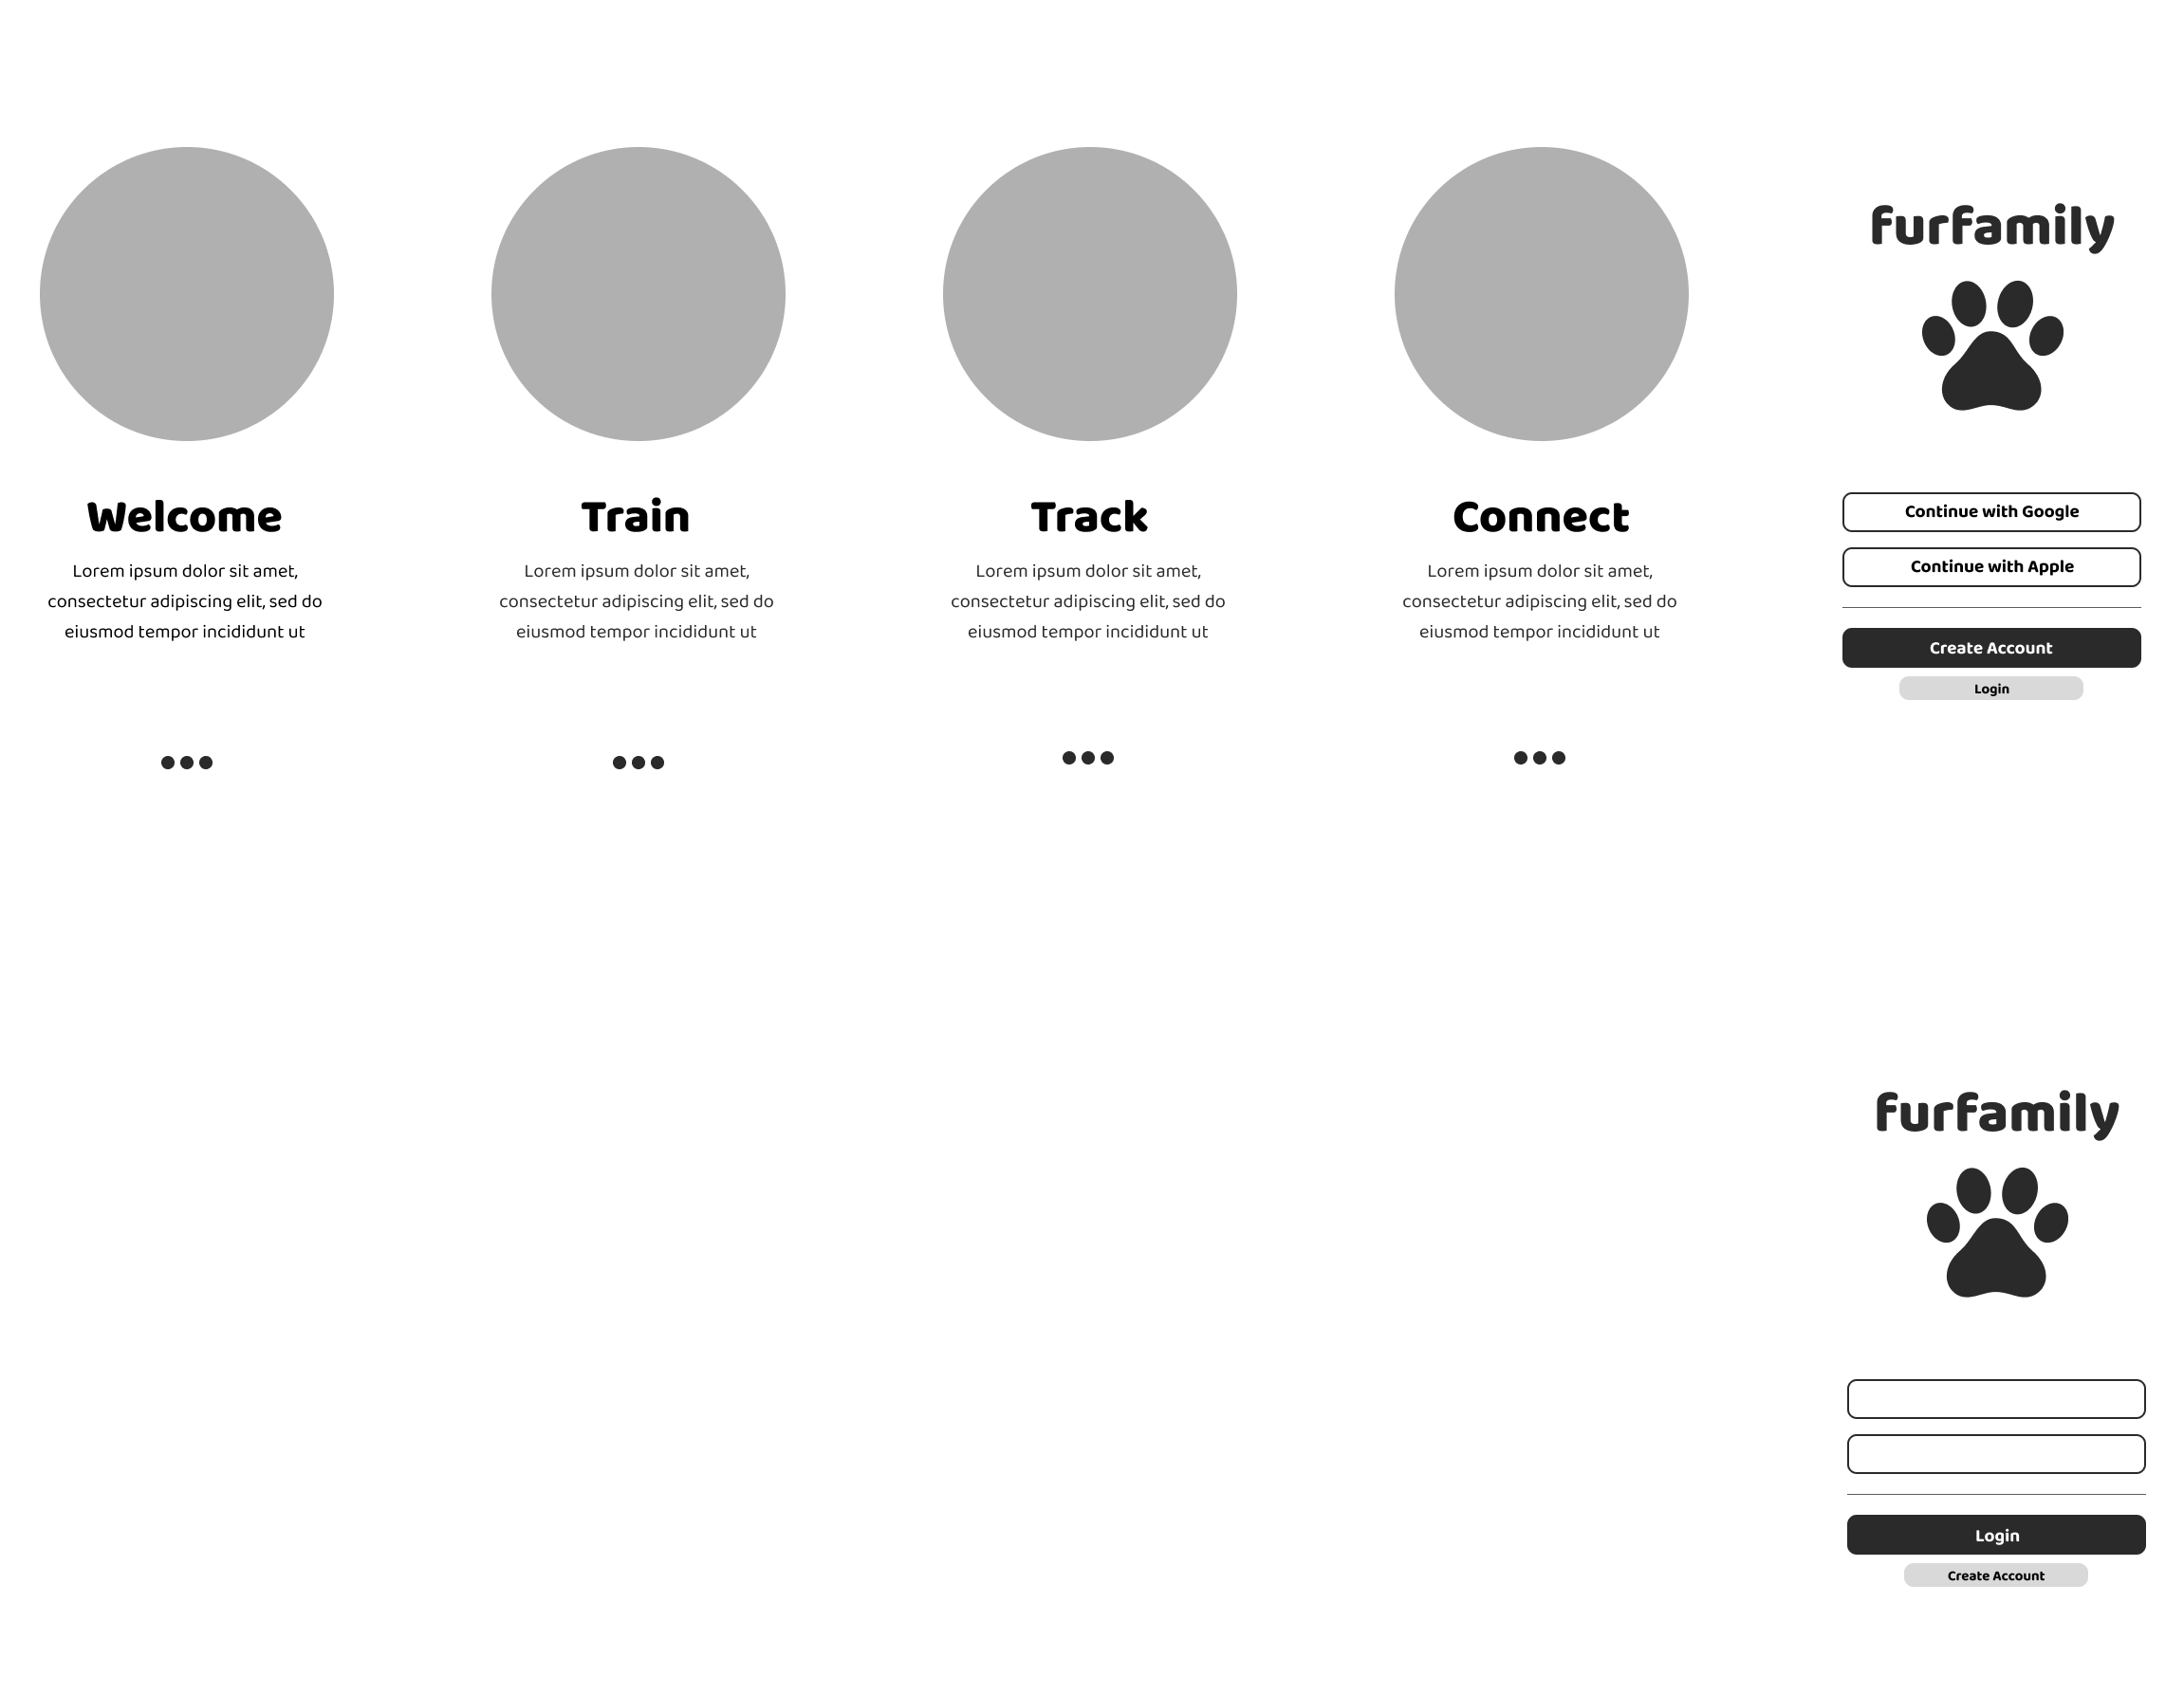 Welcome
Lorem ipsum dolor sit amet,
consectetur adipiscing elit, sed do
eiusmod tempor incididunt ut
Train
Lorem ipsum dolor sit amet,
consectetur adipiscing elit, sed do
eiusmod tempor incididunt ut
Track
Lorem ipsum dolor sit amet,
consectetur adipiscing elit, sed do
eiusmod tempor incididunt ut
Connect
Lorem ipsum dolor sit amet,
consectetur adipiscing elit, sed do
eiusmod tempor incididunt ut
furfamily
Continue with Google
Continue with Apple
Create Account
Login
furfamily
Login
Create Account